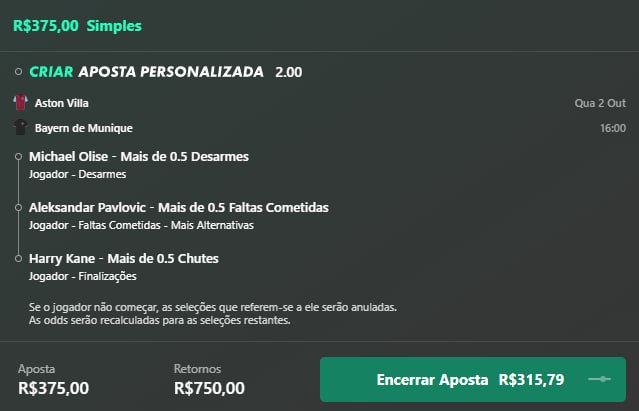 R$375,00 Simples
CRIAR APOSTA PERSONALIZADA 2.00
Aston Villa Qua 2 Out
Bayern de Munique 16:00
Michael Olise - Mais de 0.5 Desarmes
Jogador - Desarmes
Aleksandar Pavlovic - Mais de 0.5 Faltas Cometidas
Jogador - Faltas Cometidas - Mais Alternativas
Harry Kane - Mais de 0.5 Chutes
Jogador - Finalizações
Se o jogador não começar, as seleções que referem-se a ele serão anuladas.
As odds serão recalculadas para as seleções restantes.
Aposta Retornos
R$375,00 R$750,00 Encerrar Aposta R$315,79